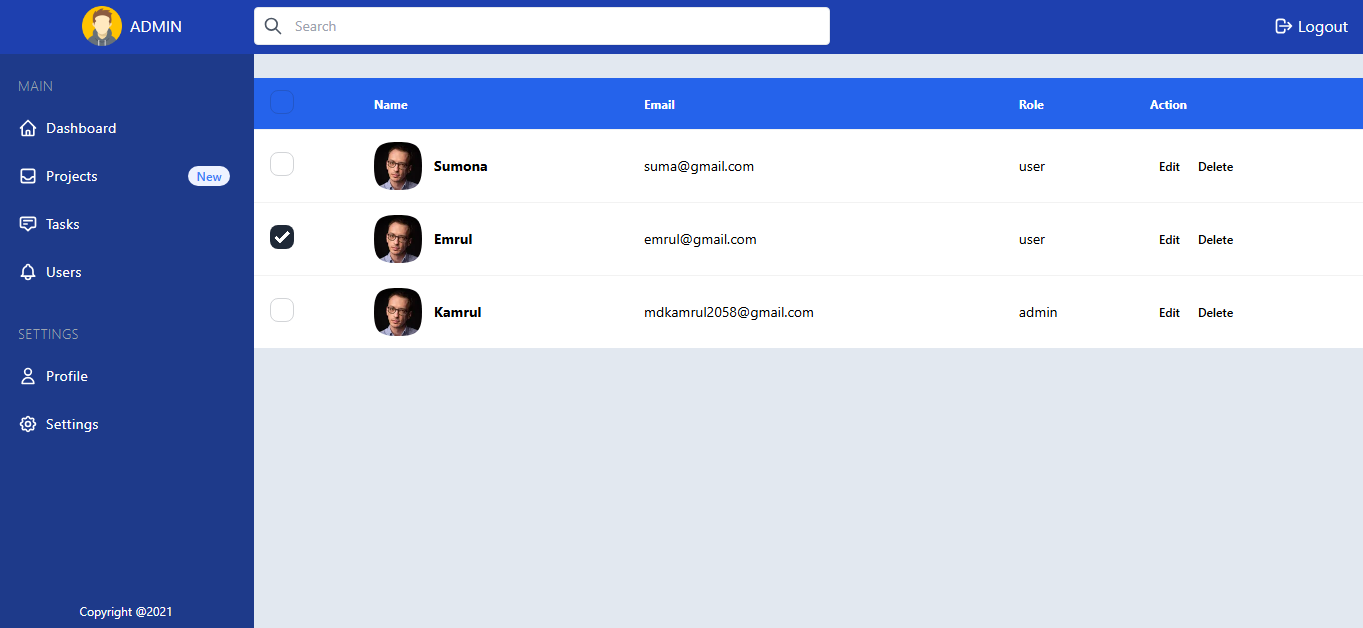 ADMIN
Search
Logout
MAIN
Dashboard
Projects New
Tasks
Users
SETTINGS
Profile
Settings
Copyright @2021
Name Email Role Action
Sumona suma@gmail.com user Edit Delete
Emrul emrul@gmail.com user Edit Delete
Kamrul mdkamrul2058@gmail.com admin Edit Delete